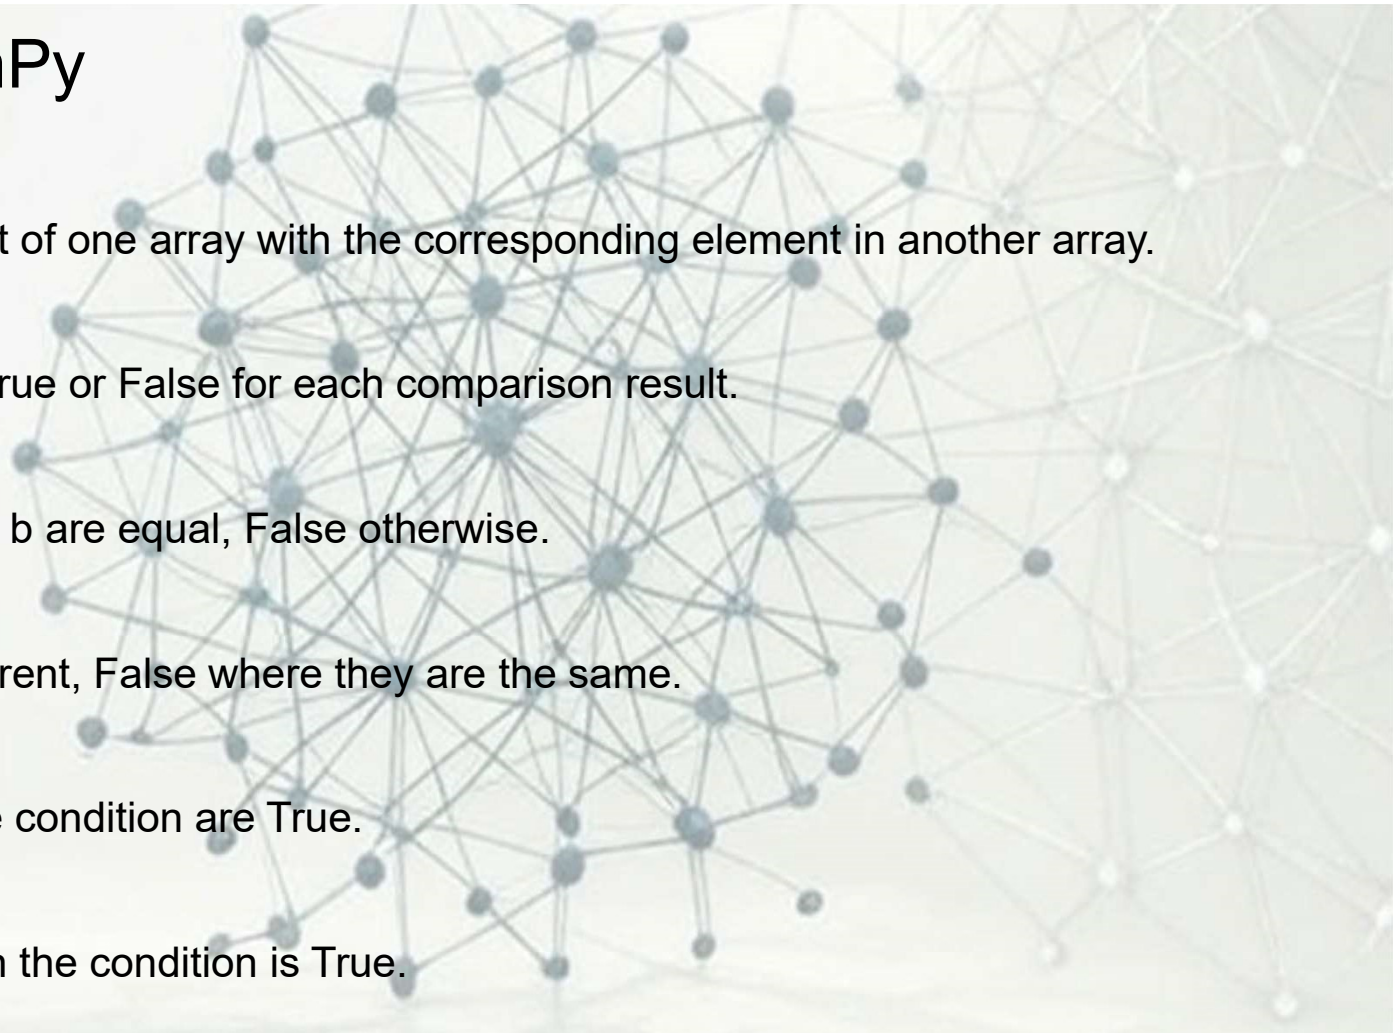 Py
t of one array with the corresponding element in another array.
rue or False for each comparison result.
b are equal, False otherwise.
rent, False where they are the same.
condition are True.
the condition is True.